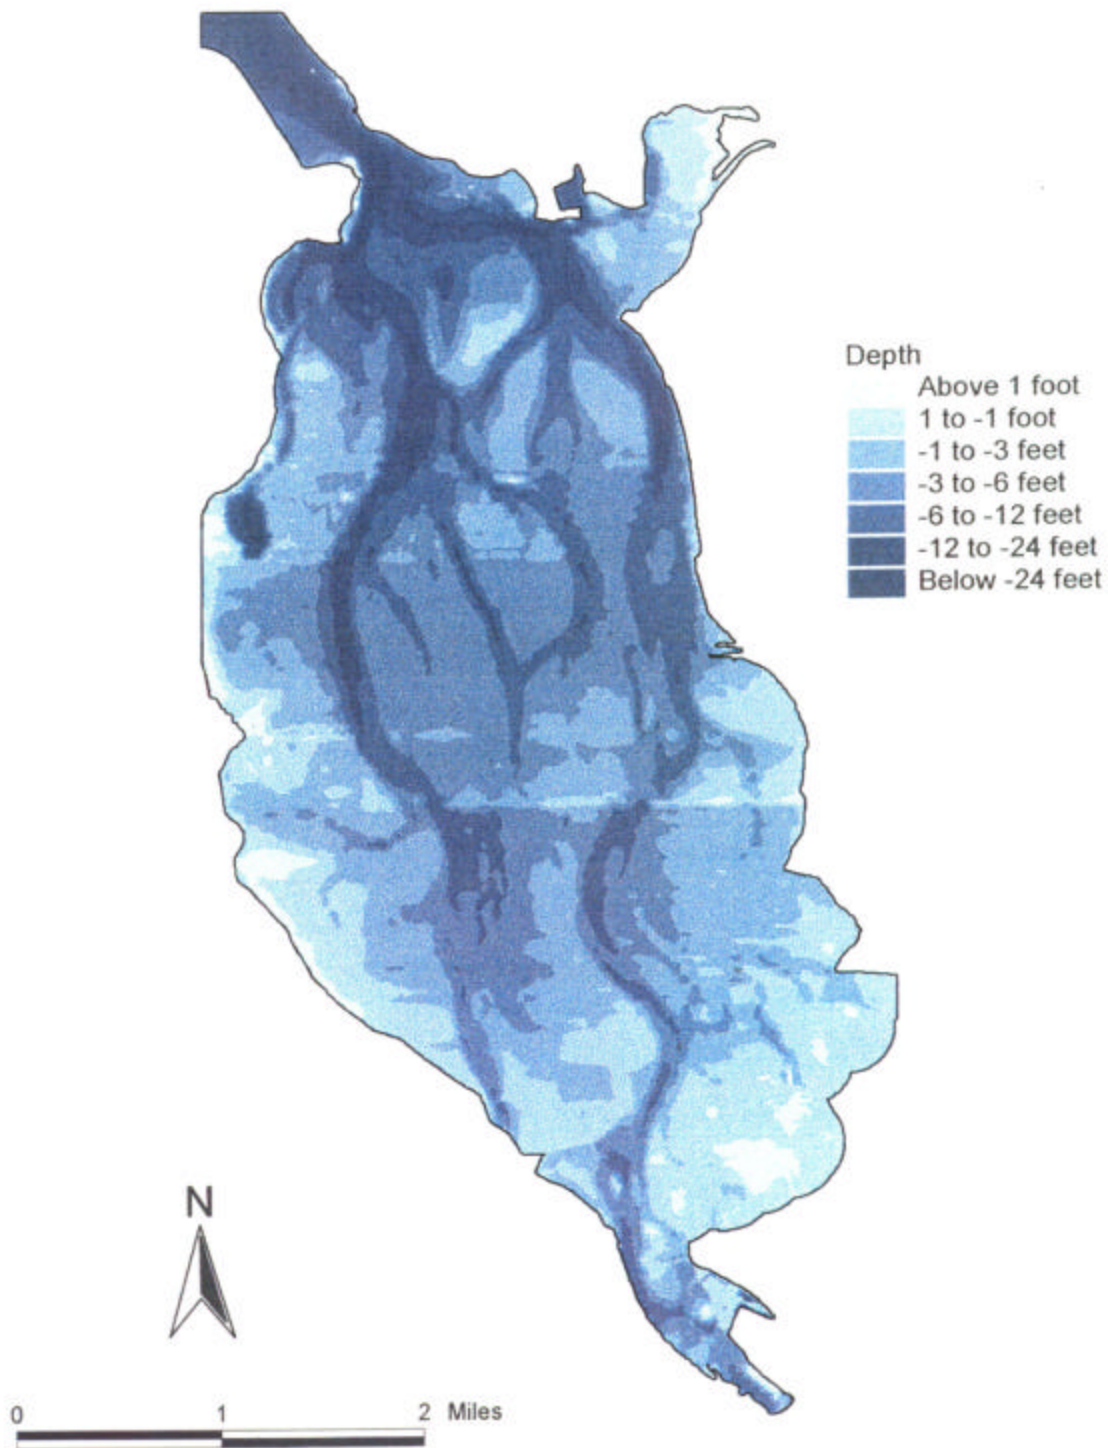 Depth
Above 1 foot
1 to -1 foot
-1 to -3 feet
-3 to -6 feet
-6 to -12 feet
-12 to -24 feet
Below -24 feet
N
0 1 2 Miles